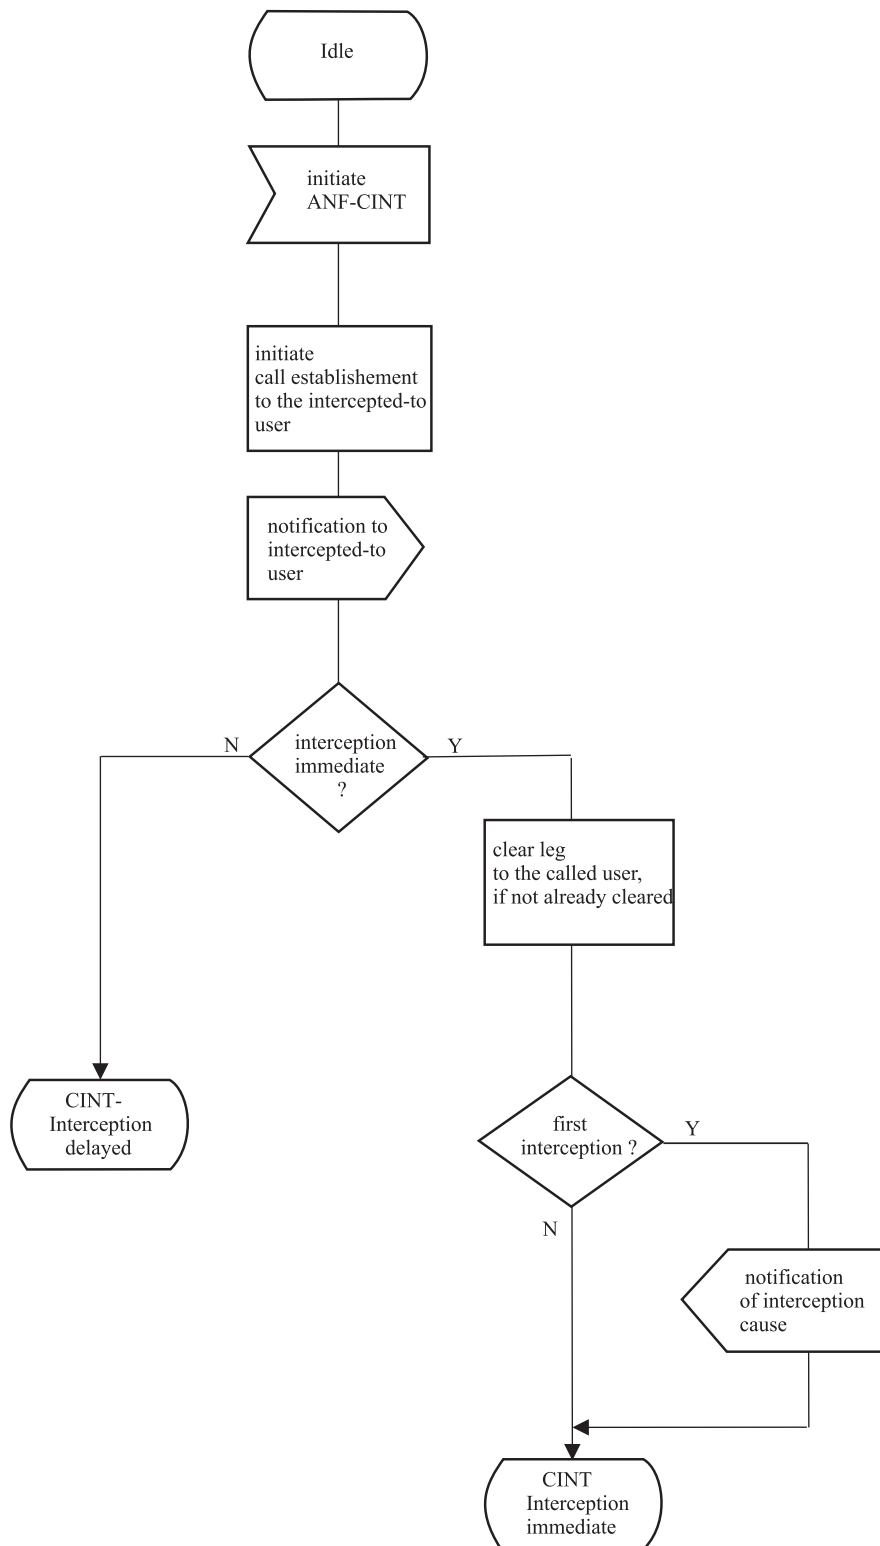 Idle
initiate
ANF-CINT
initiate
call establishement
to the intercepted-to
user
notification to
intercepted-to
user
N
interception
immediate
?
Y
clear leg
to the called user,
if not already cleared
CINT-
Interception
delayed
first
interception ?
Y
N
notification
of interception
cause
CINT
Interception
immediate